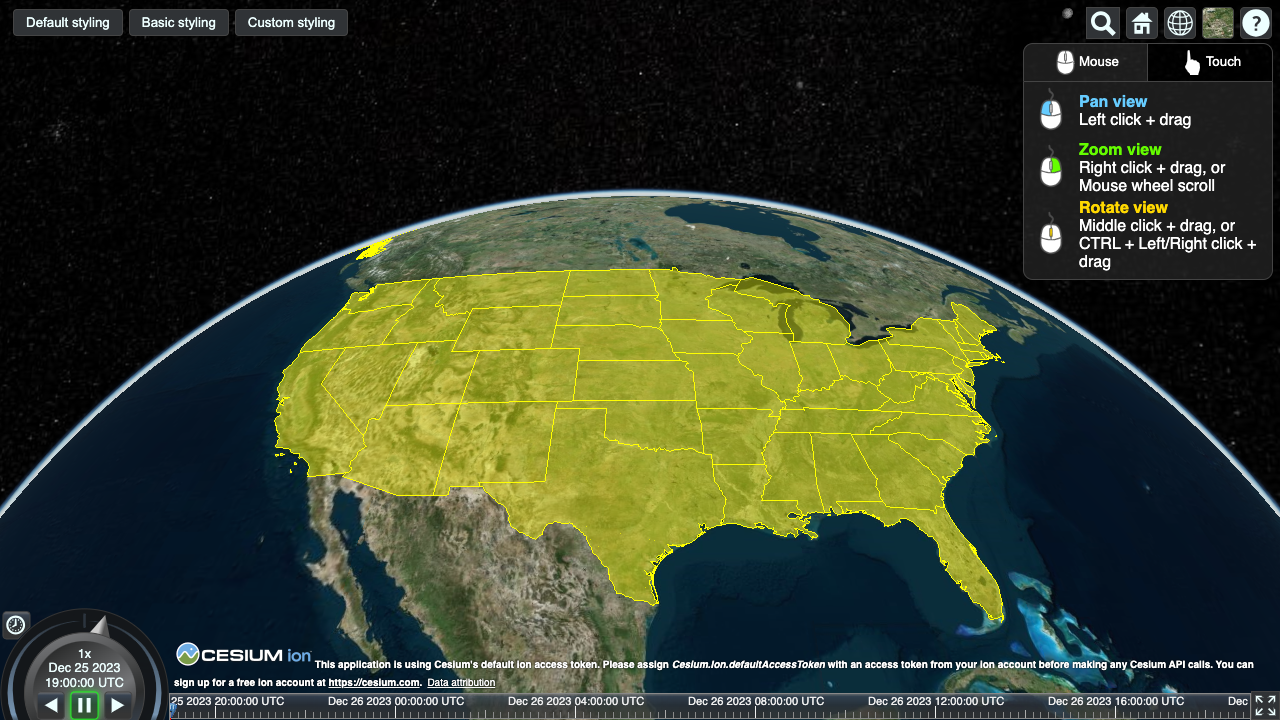 Default styling
Basic styling
Custom styling
?
Mouse
Touch
Pan view
Left click + drag
Zoom view
Right click + drag, or
Mouse wheel scroll
Rotate view
Middle click + drag, or
CTRL + Left/Right click +
drag
1x
Dec 25 2023
19:00:00 UTC
CESIUM ion
This application is using Cesium's default ion access token. Please assign Cesium.Ion.defaultAccessToken with an access token from your ion account before making any Cesium API calls. You can
sign up for a free ion account at https://cesium.com. Data attribution
25 2023 20:00:00 UTC
Dec 26 2023 00:00:00 UTC
Dec 26 2023 04:00:00 UTC
Dec 26 2023 08:00:00 UTC
Dec 26 2023 12:00:00 UTC
Dec 26 2023 16:00:00 UTC
Dec